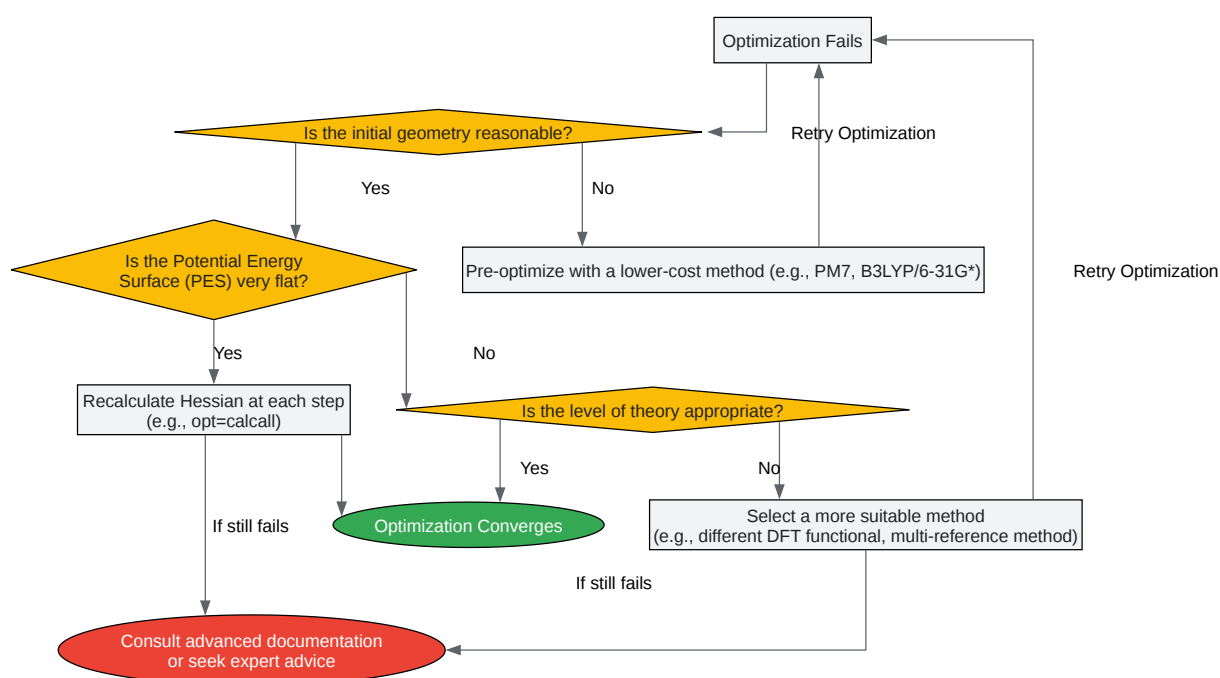 Optimization Fails
Is the initial geometry reasonable?
Retry Optimization
Yes
No
Is the Potential Energy
Surface (PES) very flat?
Pre-optimize with a lower-cost method (e.g., PM7, B3LYP/6-31G*)
Retry Optimization
Yes
No
Recalculate Hessian at each step
(e.g., opt=calcall)
Is the level of theory appropriate?
Yes
No
If still fails
Optimization Converges
Select a more suitable method
(e.g., different DFT functional, multi-reference method)
If still fails
Consult advanced documentation
or seek expert advice